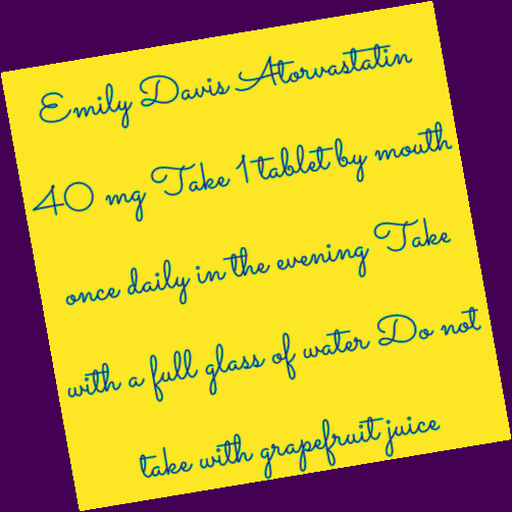 Emily Davis Atorvastatin
40 mg Take 1 tablet by mouth
once daily in the evening Take
with a full glass of water Do not
take with grapefruit juice